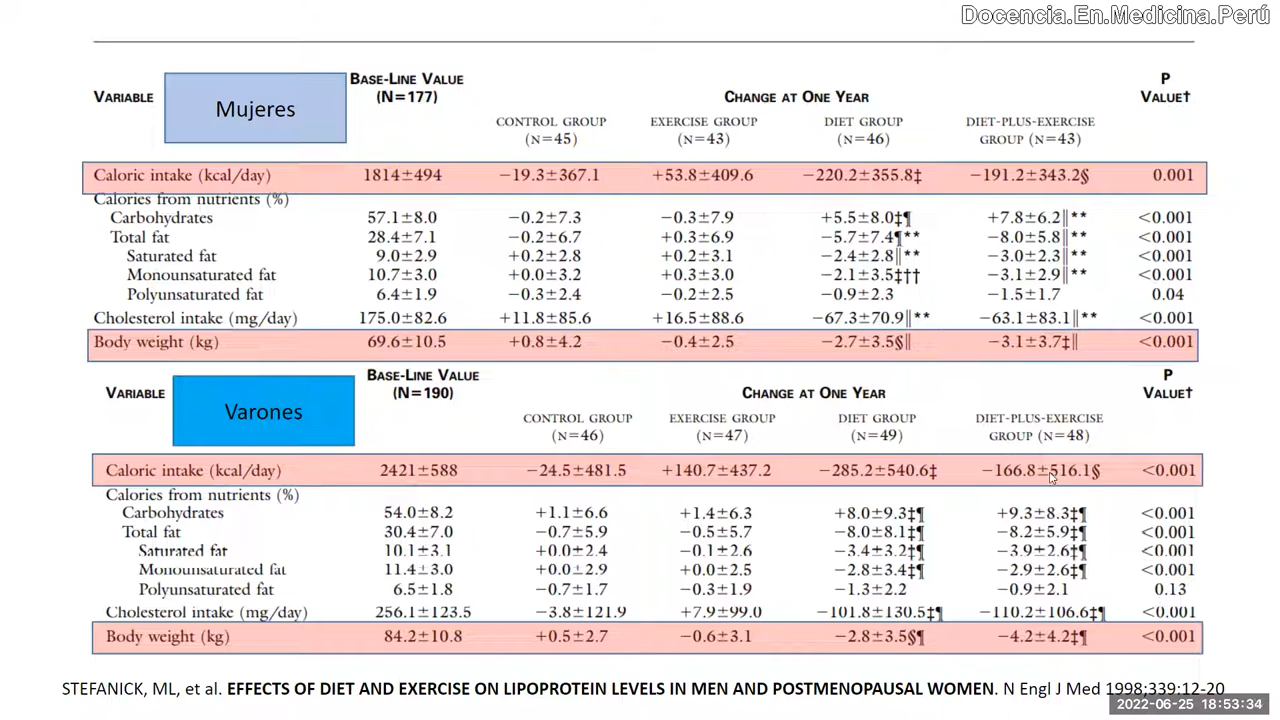 Docencia.En.Medicina.Perú
VARIABLE Mujeres BASE-LINE VALUE (N=177) CHANGE AT ONE YEAR P VALUE†
CONTROL GROUP (N=45) EXERCISE GROUP (N=43) DIET GROUP (N=46) DIET-PLUS-EXERCISE GROUP (N=43)
Caloric intake (kcal/day) 1814±494 −19.3±367.1 +53.8±409.6 −220.2±355.8‡ −191.2±343.2§ 0.001
Calories from nutrients (%)
Carbohydrates 57.1±8.0 −0.2±7.3 −0.3±7.9 +5.5±8.0‡¶ +7.8±6.2‖** <0.001
Total fat 28.4±7.1 −0.2±6.7 +0.3±6.9 −5.7±7.4¶** −8.0±5.8‖** <0.001
Saturated fat 9.0±2.9 +0.2±2.8 +0.2±3.1 −2.4±2.8‖** −3.0±2.3‖** <0.001
Monounsaturated fat 10.7±3.0 +0.0±3.2 +0.3±3.0 −2.1±3.5‡†† −3.1±2.9‖** <0.001
Polyunsaturated fat 6.4±1.9 −0.3±2.4 −0.2±2.5 −0.9±2.3 −1.5±1.7 0.04
Cholesterol intake (mg/day) 175.0±82.6 +11.8±85.6 +16.5±88.6 −67.3±70.9‖** −63.1±83.1‖** <0.001
Body weight (kg) 69.6±10.5 +0.8±4.2 −0.4±2.5 −2.7±3.5§‖ −3.1±3.7‡‖ <0.001
VARIABLE Varones BASE-LINE VALUE (N=190) CHANGE AT ONE YEAR P VALUE†
CONTROL GROUP (N=46) EXERCISE GROUP (N=47) DIET GROUP (N=49) DIET-PLUS-EXERCISE GROUP (N=48)
Caloric intake (kcal/day) 2421±588 −24.5±481.5 +140.7±437.2 −285.2±540.6‡ −166.8±516.1§ <0.001
Calories from nutrients (%)
Carbohydrates 54.0±8.2 +1.1±6.6 +1.4±6.3 +8.0±9.3‡¶ +9.3±8.3‡¶ <0.001
Total fat 30.4±7.0 −0.7±5.9 −0.5±5.7 −8.0±8.1‡¶ −8.2±5.9‡¶ <0.001
Saturated fat 10.1±3.1 +0.0±2.4 −0.1±2.6 −3.4±3.2‡¶ −3.9±2.6‡¶ <0.001
Monounsaturated fat 11.4±3.0 +0.0±2.9 +0.0±2.5 −2.8±3.4‡¶ −2.9±2.6‡¶ <0.001
Polyunsaturated fat 6.5±1.8 −0.7±1.7 −0.3±1.9 −1.3±2.2 −0.9±2.1 0.13
Cholesterol intake (mg/day) 256.1±123.5 −3.8±121.9 +7.9±99.0 −101.8±130.5‡¶ −110.2±106.6‡¶ <0.001
Body weight (kg) 84.2±10.8 +0.5±2.7 −0.6±3.1 −2.8±3.5§¶ −4.2±4.2‡¶ <0.001
STEFANICK, ML, et al. EFFECTS OF DIET AND EXERCISE ON LIPOPROTEIN LEVELS IN MEN AND POSTMENOPAUSAL WOMEN. N Engl J Med 1998;339:12-20
2022-06-25 18:53:34